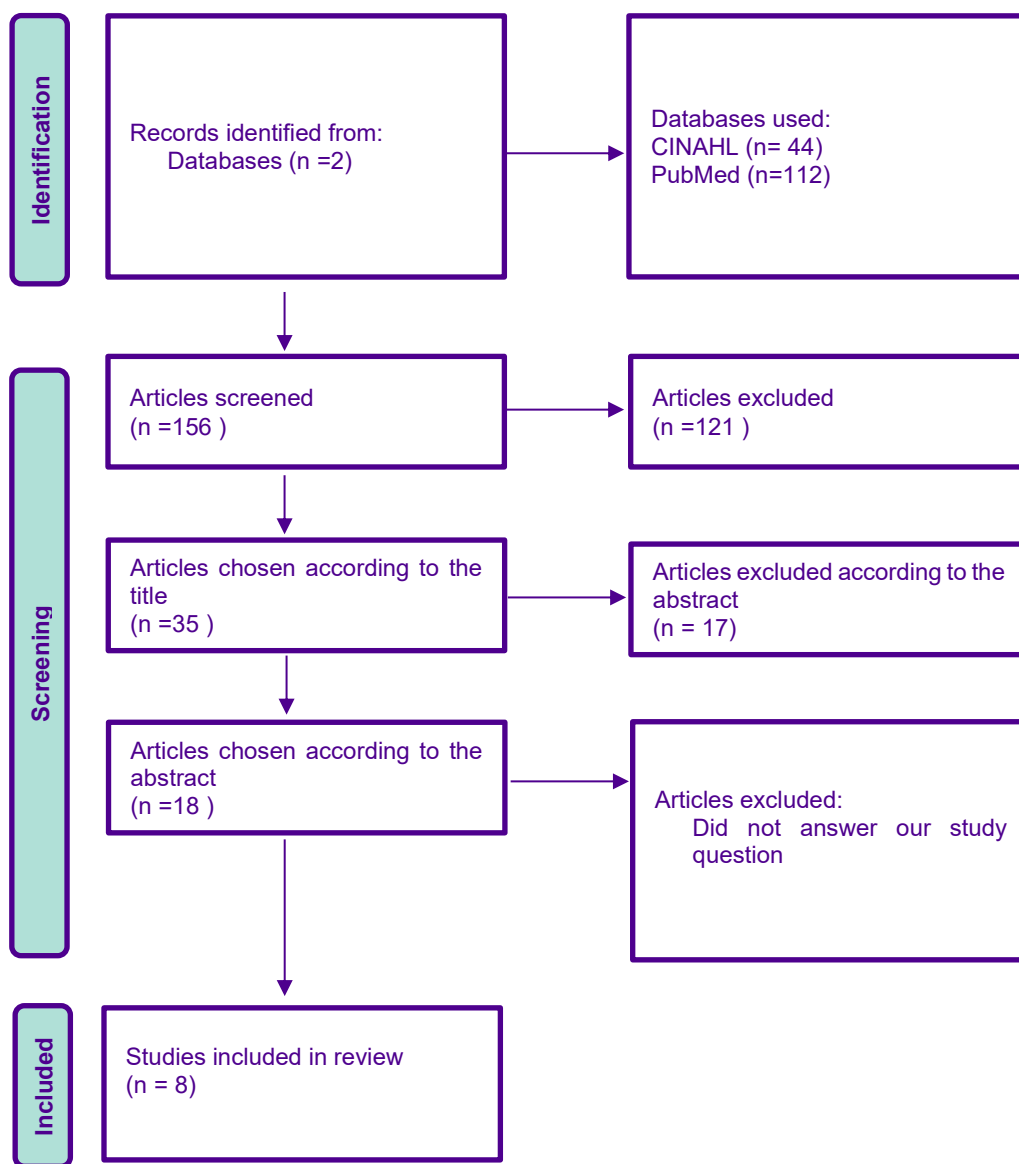 Identification
Records identified from:
Databases (n =2)
Databases used:
CINAHL (n= 44)
PubMed (n=112)
Screening
Articles screened
(n =156 )
Articles excluded
(n =121 )
Articles chosen according to the
title
(n =35 )
Articles excluded according to the
abstract
(n = 17)
Articles chosen according to the
abstract
(n =18 )
Articles excluded:
Did not answer our study
question
Included
Studies included in review
(n = 8)